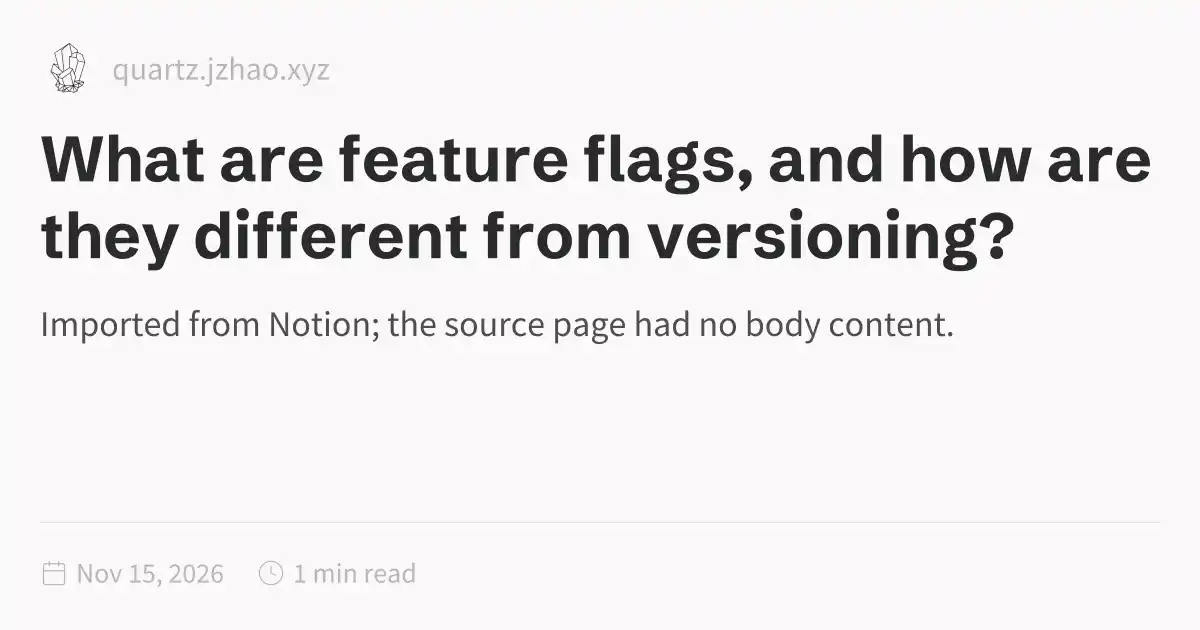 quartz.jzhao.xyz
What are feature flags, and how are
they different from versioning?
Imported from Notion; the source page had no body content.
Nov 15, 2026 1 min read